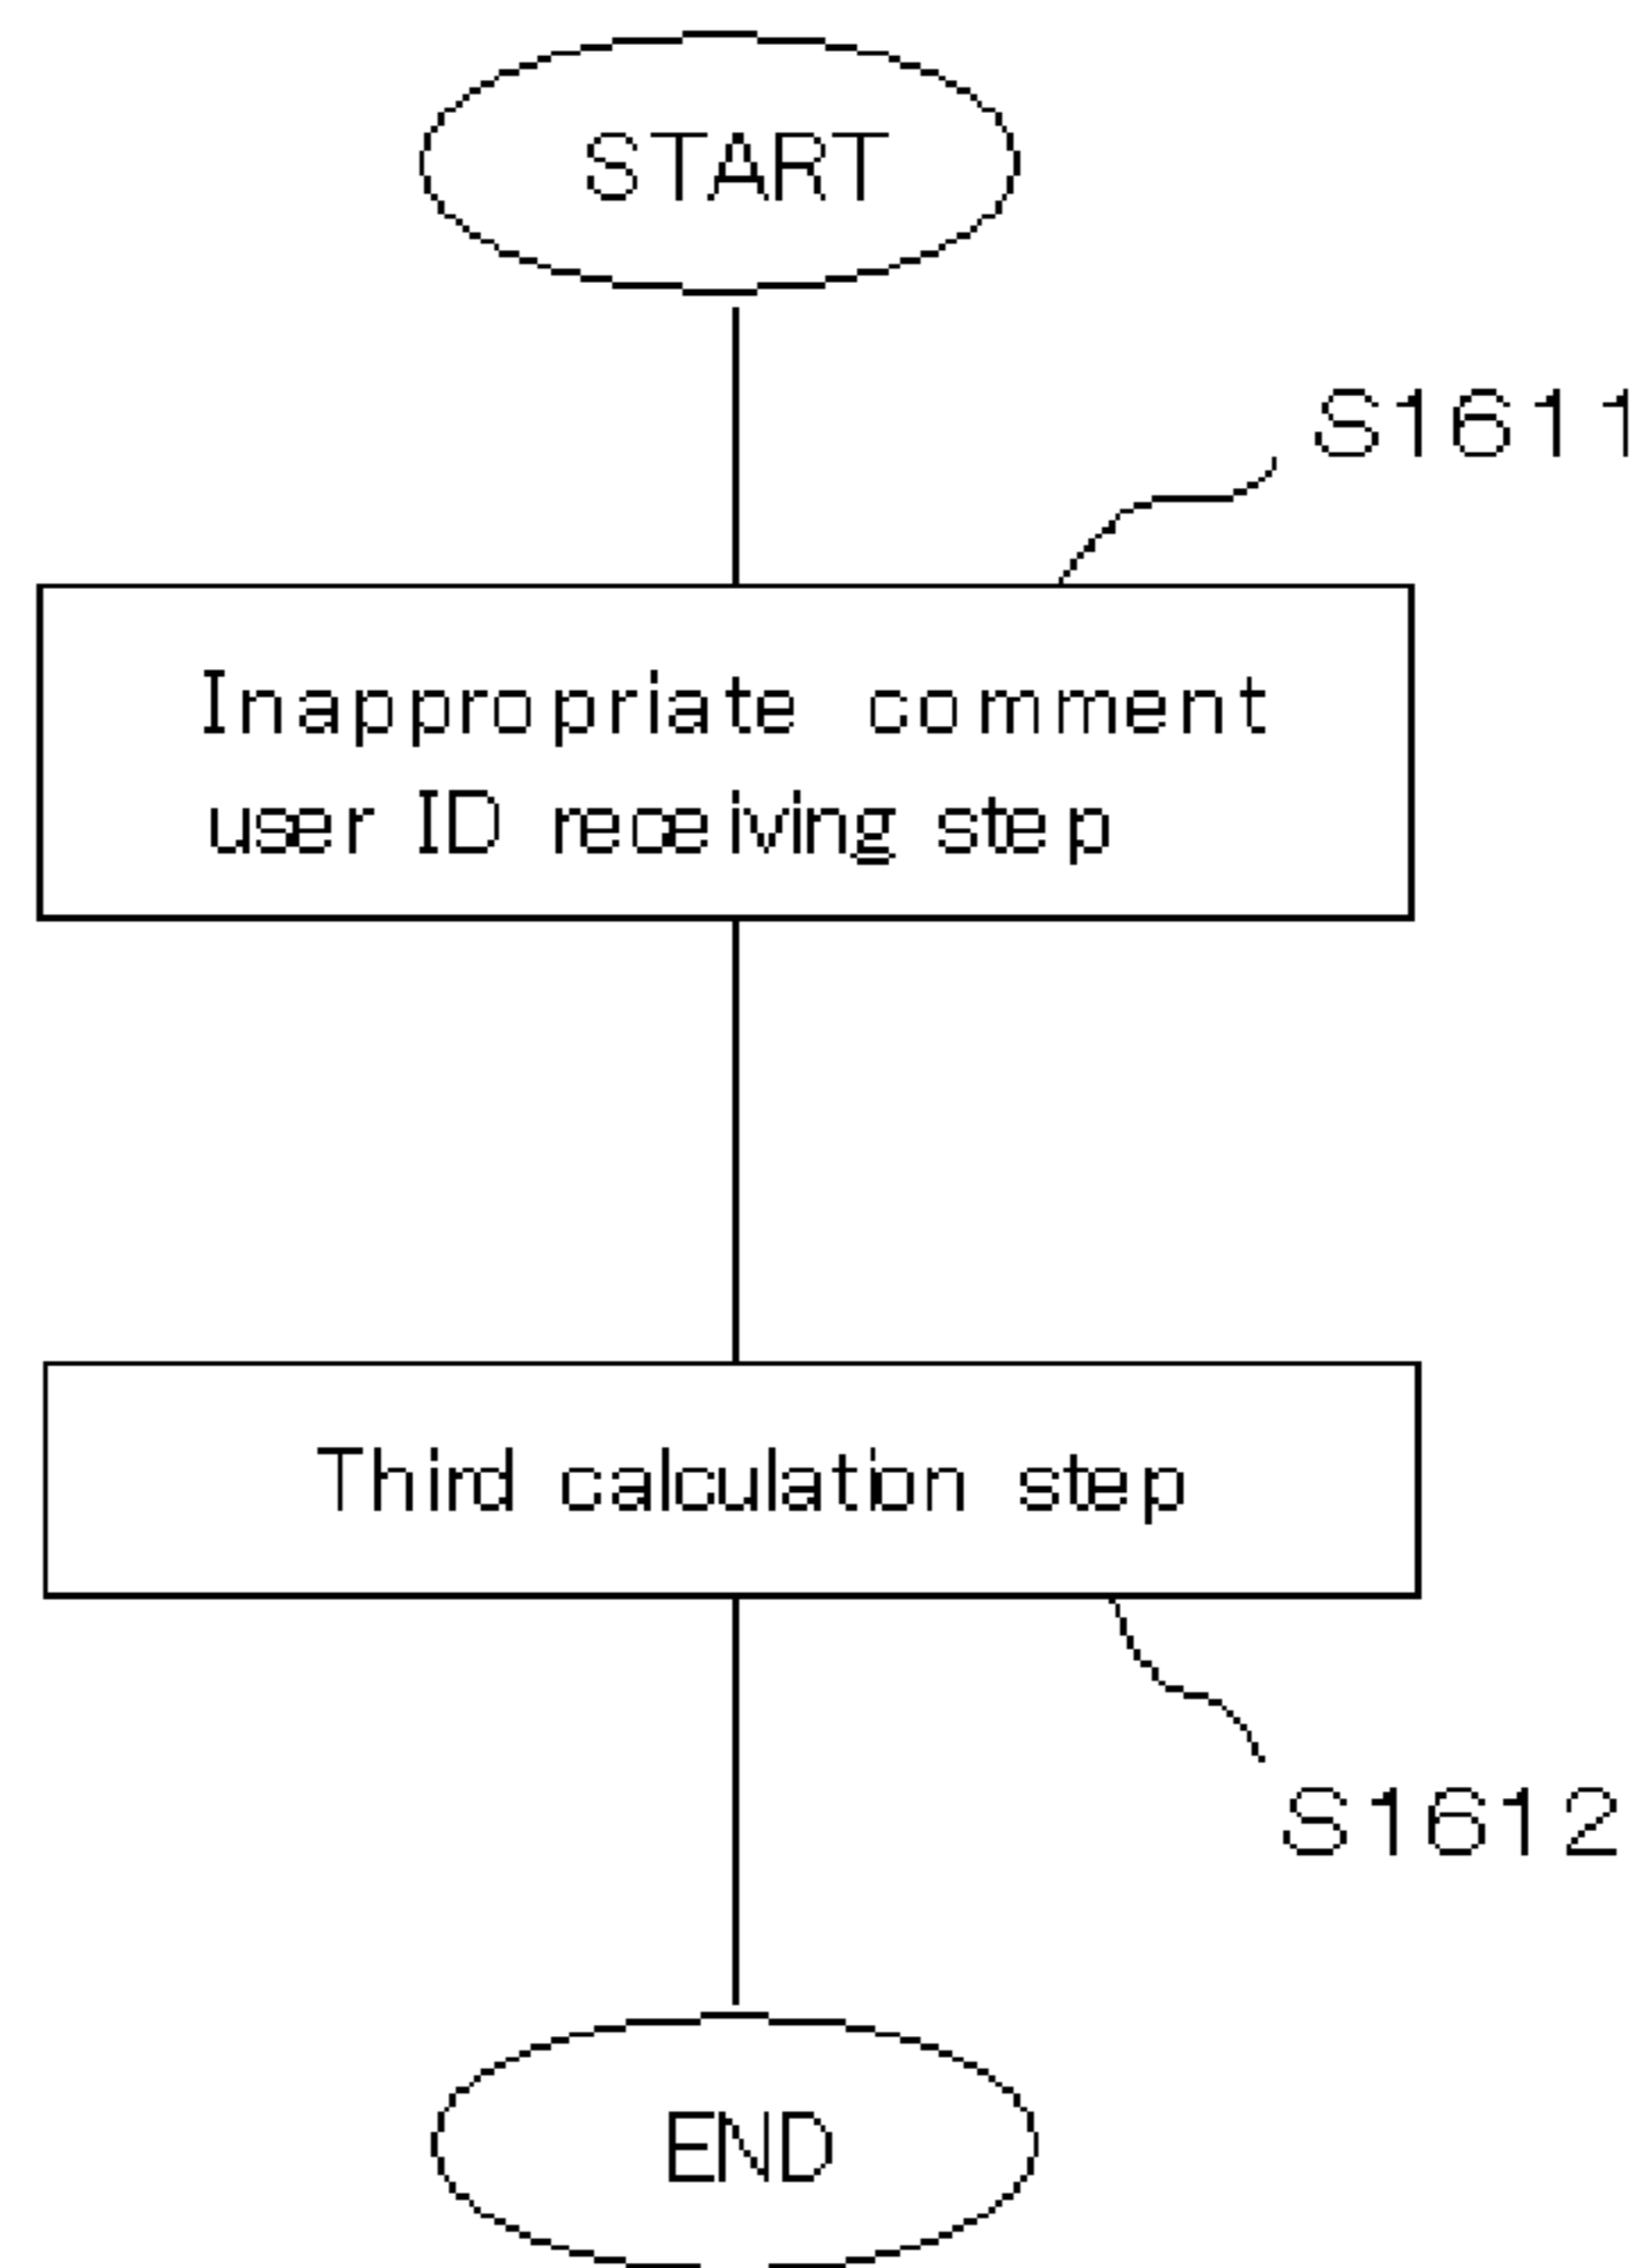 START
S1611
Inappropriate comment
user ID receiving step
Third calculation step
S1612
END